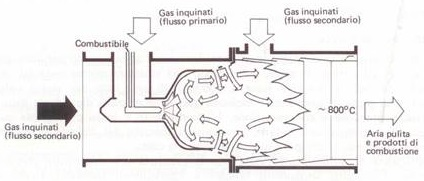 Gas inquinati
(flusso primario)
Gas inquinati
(flusso secondario)
Combustibile
Gas inquinati
(flusso secondario)
~ 800°C
Aria pulita
e prodotti di
combustione